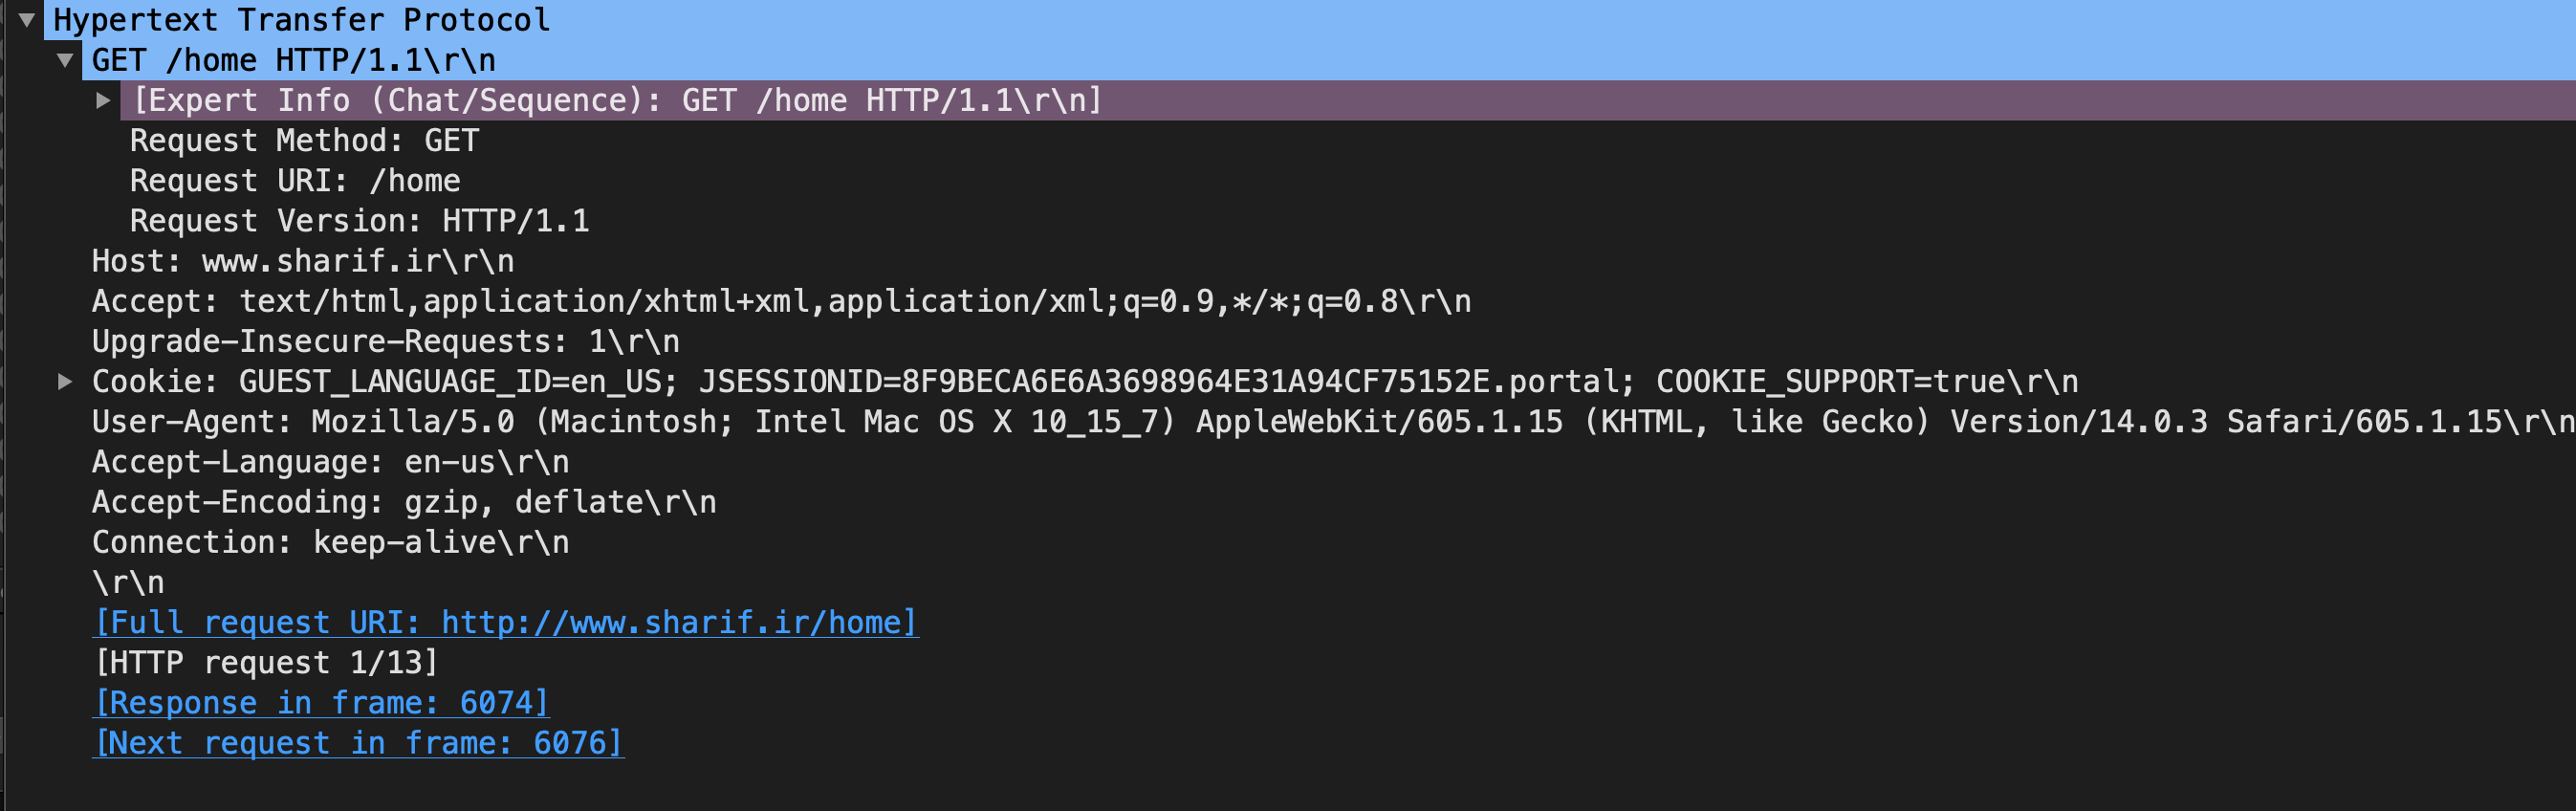 Hypertext Transfer Protocol
GET /home HTTP/1.1\r\n
[Expert Info (Chat/Sequence): GET /home HTTP/1.1\r\n]
Request Method: GET
Request URI: /home
Request Version: HTTP/1.1
Host: www.sharif.ir\r\n
Accept: text/html,application/xhtml+xml,application/xml;q=0.9,*/*;q=0.8\r\n
Upgrade-Insecure-Requests: 1\r\n
Cookie: GUEST_LANGUAGE_ID=en_US; JSESSIONID=8F9BECA6E6A3698964E31A94CF75152E.portal; COOKIE_SUPPORT=true\r\n
User-Agent: Mozilla/5.0 (Macintosh; Intel Mac OS X 10_15_7) AppleWebKit/605.1.15 (KHTML, like Gecko) Version/14.0.3 Safari/605.1.15\r\n
Accept-Language: en-us\r\n
Accept-Encoding: gzip, deflate\r\n
Connection: keep-alive\r\n
\r\n
[Full request URI: http://www.sharif.ir/home]
[HTTP request 1/13]
[Response in frame: 6074]
[Next request in frame: 6076]